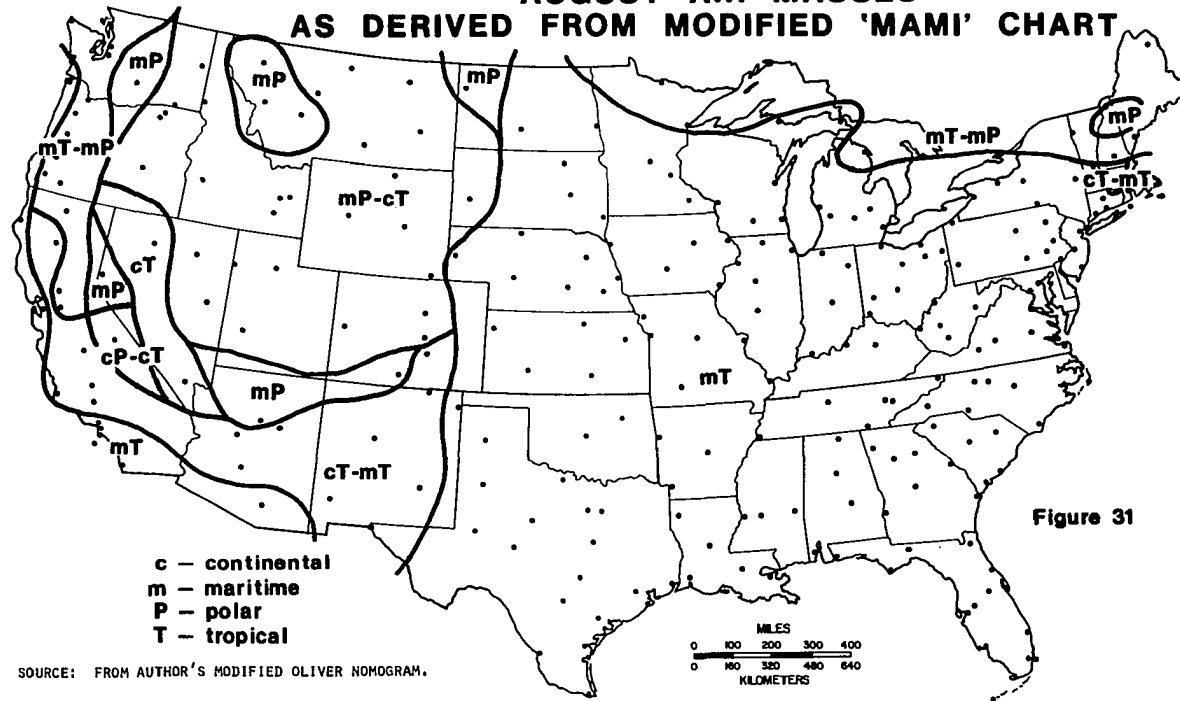 AS DERIVED FROM MODIFIED 'MAMI' CHART
mP
mP
mP
mP
mT-mP
mT-mP
cT-mT
mP-cT
cT
mP
cP-cT
mP
mT
mT
cT-mT
Figure 31
c — continental
m — maritime
P — polar
T — tropical
MILES
0 100 200 300 400
0 160 320 480 640
KILOMETERS
SOURCE: FROM AUTHOR'S MODIFIED OLIVER NOMOGRAM.